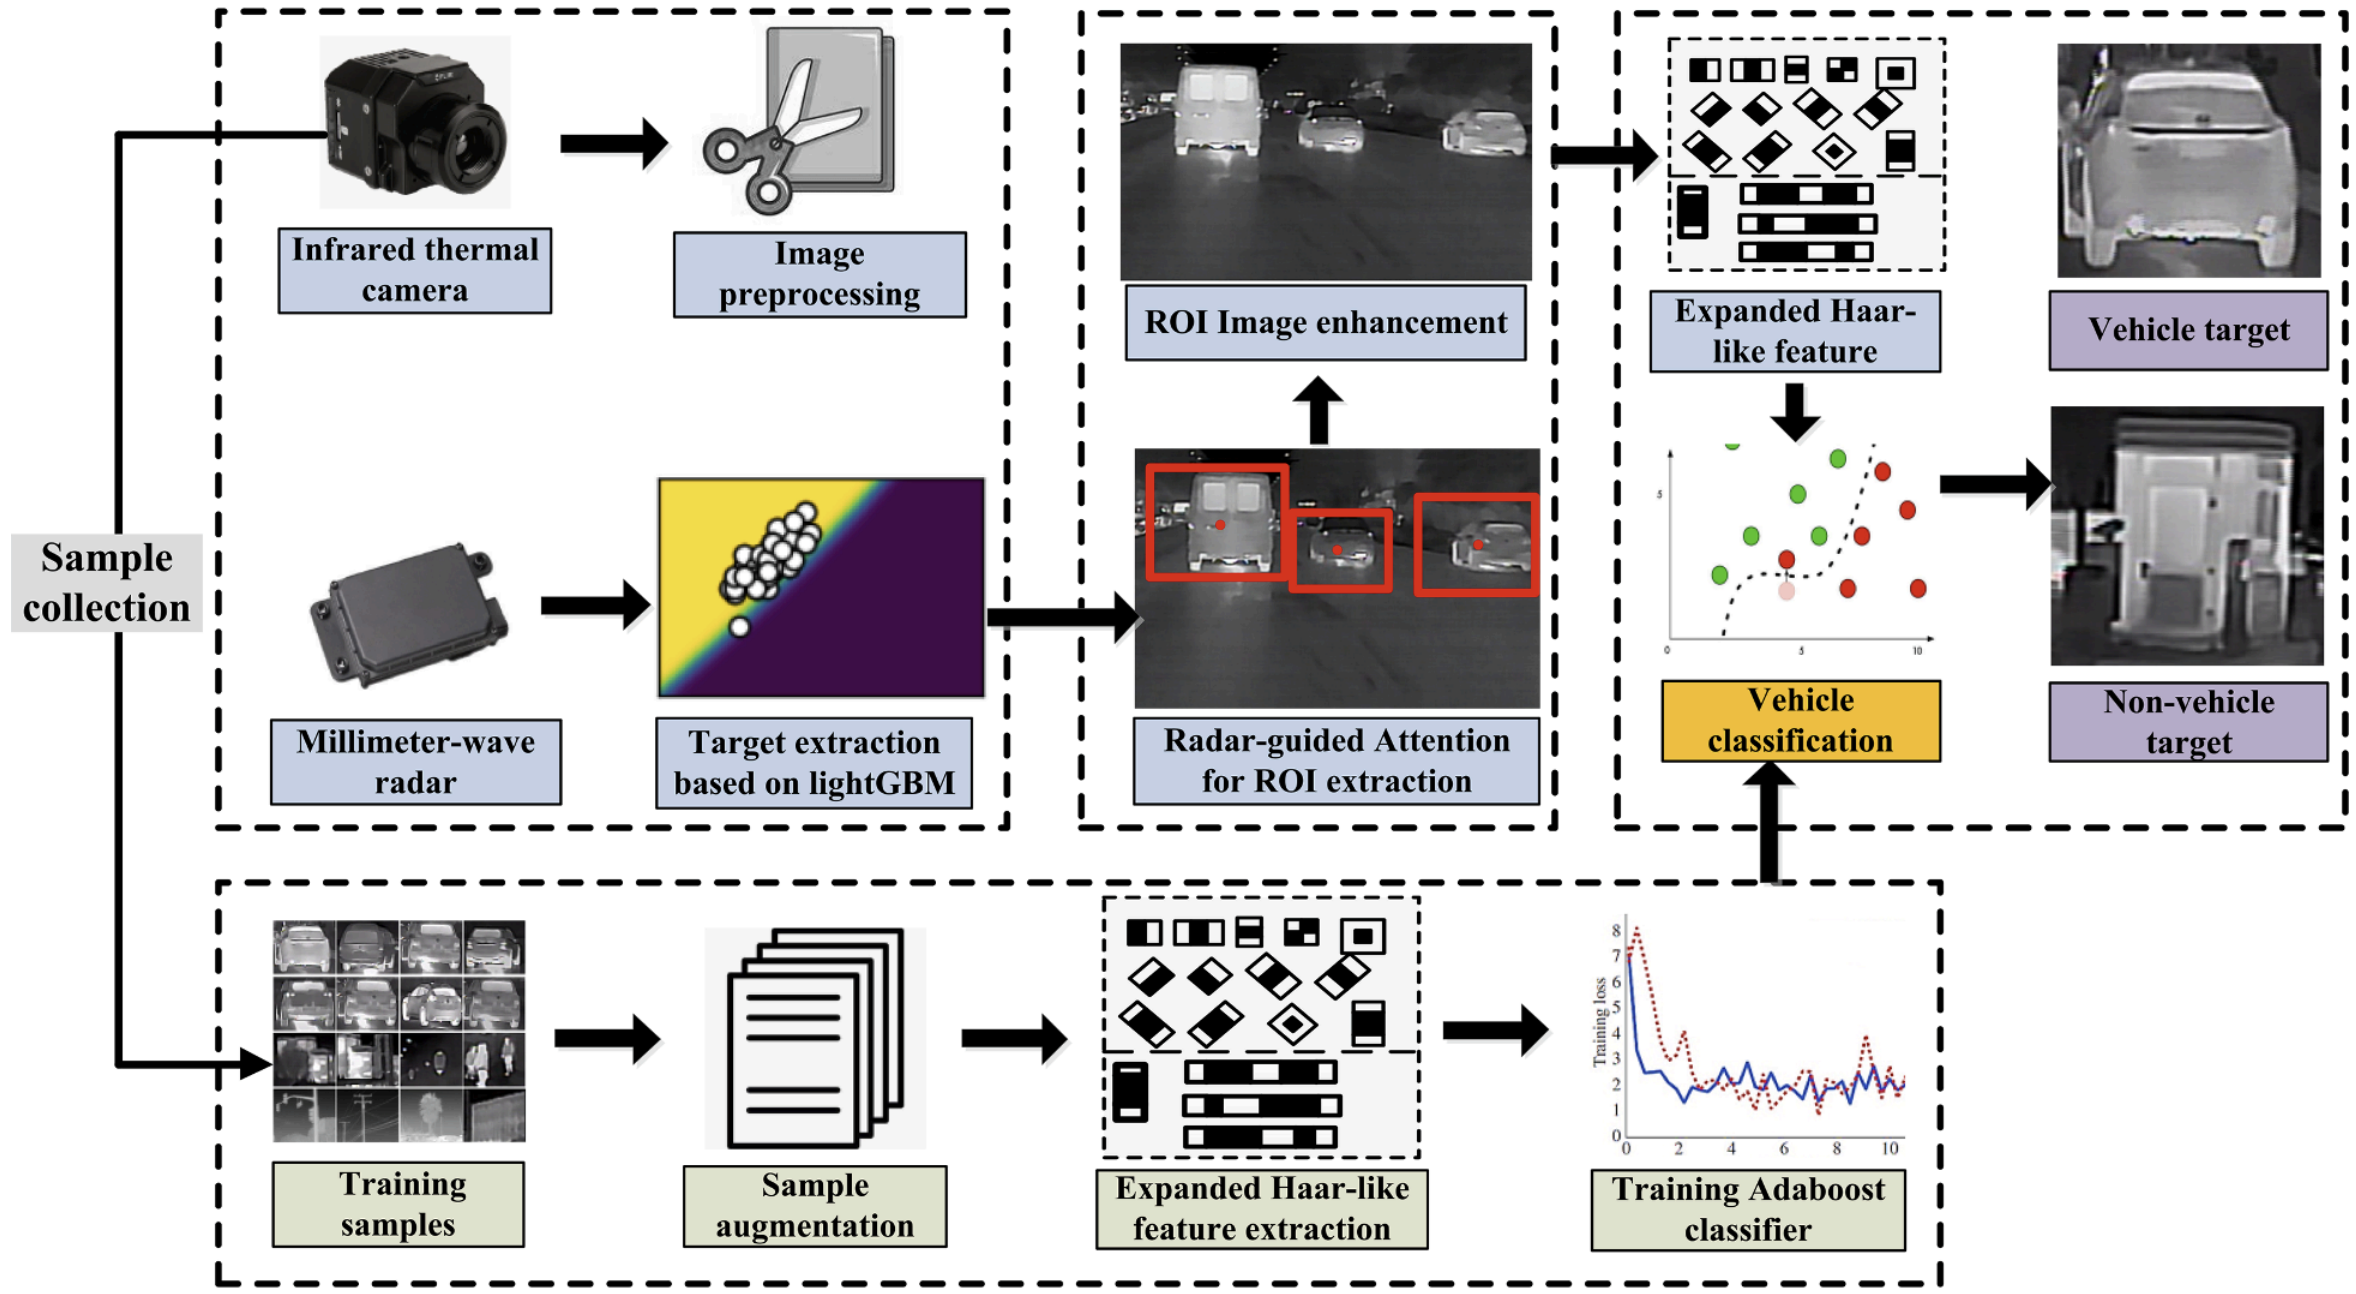 Infrared thermal
camera
Image
preprocessing
ROI Image enhancement
Expanded Haar-
like feature
Vehicle target
Sample
collection
Millimeter-wave
radar
Target extraction
based on lightGBM
Radar-guided Attention
for ROI extraction
5
0
5
10
Vehicle
classification
Non-vehicle
target
Training
samples
Sample
augmentation
Expanded Haar-like
feature extraction
Training loss
8
7
6
5
4
3
2
1
0
0 2 4 6 8 10
Training Adaboost
classifier